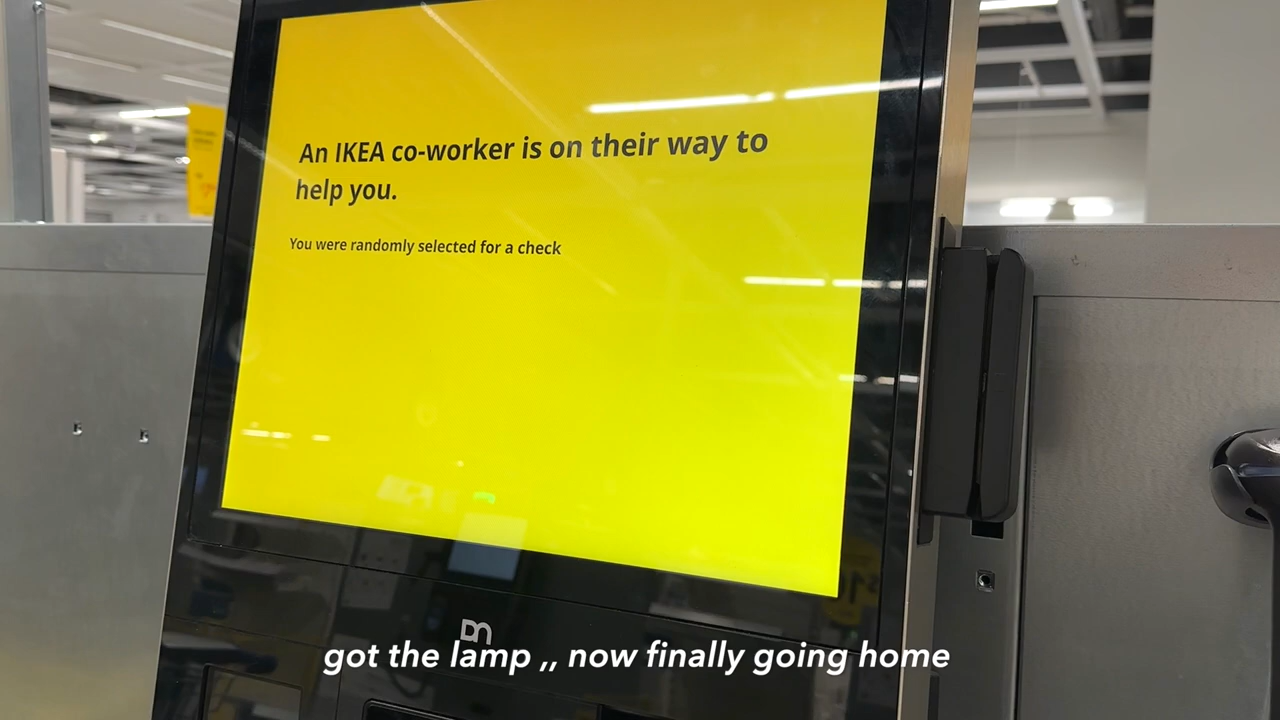 An IKEA co-worker is on their way to
help you.
You were randomly selected for a check
got the lamp ,, now finally going home